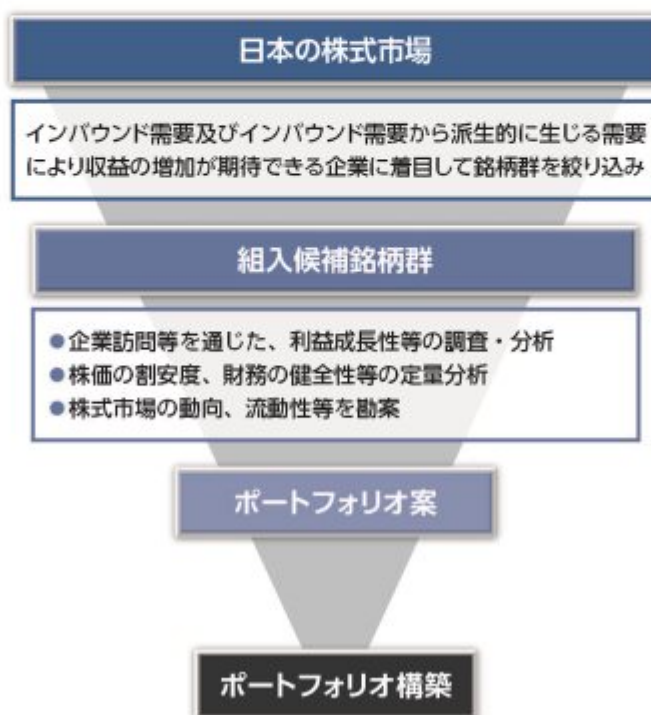 日本の株式市場
インバウンド需要及びインバウンド需要から派生的に生じる需要
により収益の増加が期待できる企業に着目して銘柄群を絞り込み
組入候補銘柄群
●企業訪問等を通じた、利益成長性等の調査・分析
●株価の割安度、財務の健全性等の定量分析
●株式市場の動向、流動性等を勘案
ポートフォリオ案
ポートフォリオ構築